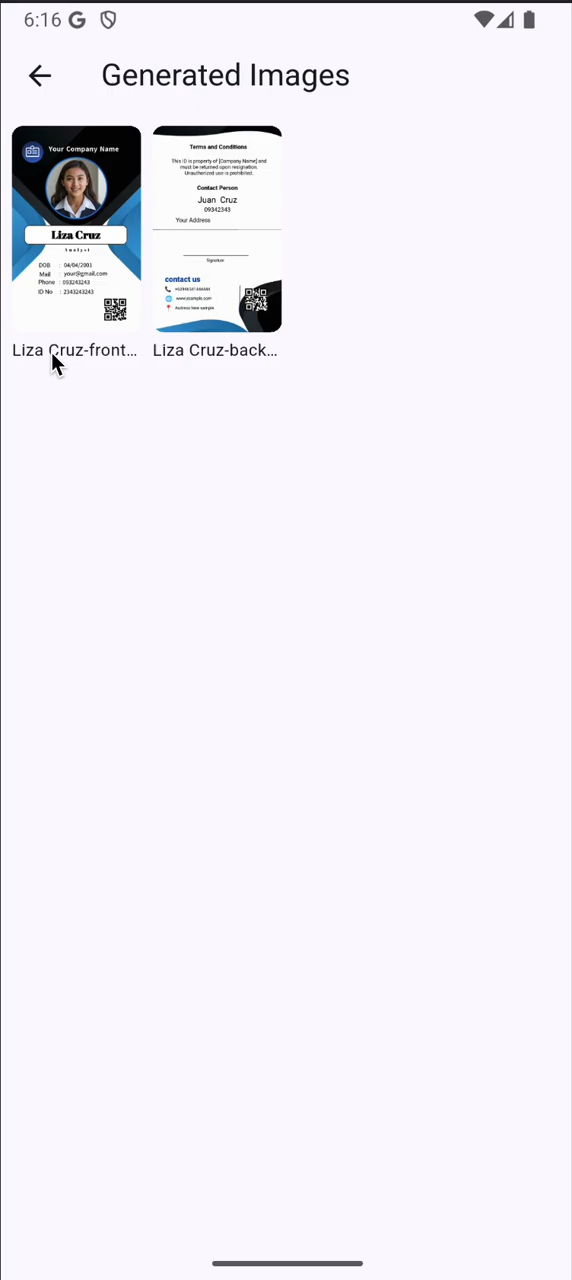 6:16
Generated Images
Your Company Name
Liza Cruz
Analyst
DOB : 04/04/2001
Mail : your@gmail.com
Phone : 093243243
ID No : 2343243243
Liza Cruz-front...
Terms and Conditions
This ID is property of [Company Name] and
must be returned upon resignation.
Unauthorized use is prohibited.
Contact Person
Juan Cruz
09342343
Your Address
Signature
contact us
www.example.com
Address here sample
Liza Cruz-back...